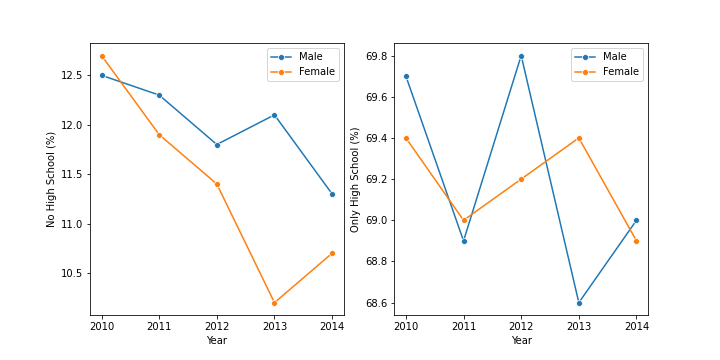 Male
Female
12.5
12.0
11.5
11.0
10.5
No High School (%)
2010
2011
2012
2013
2014
Year
Male
Female
69.8
69.6
69.4
69.2
69.0
68.8
68.6
Only High School (%)
2010
2011
2012
2013
2014
Year